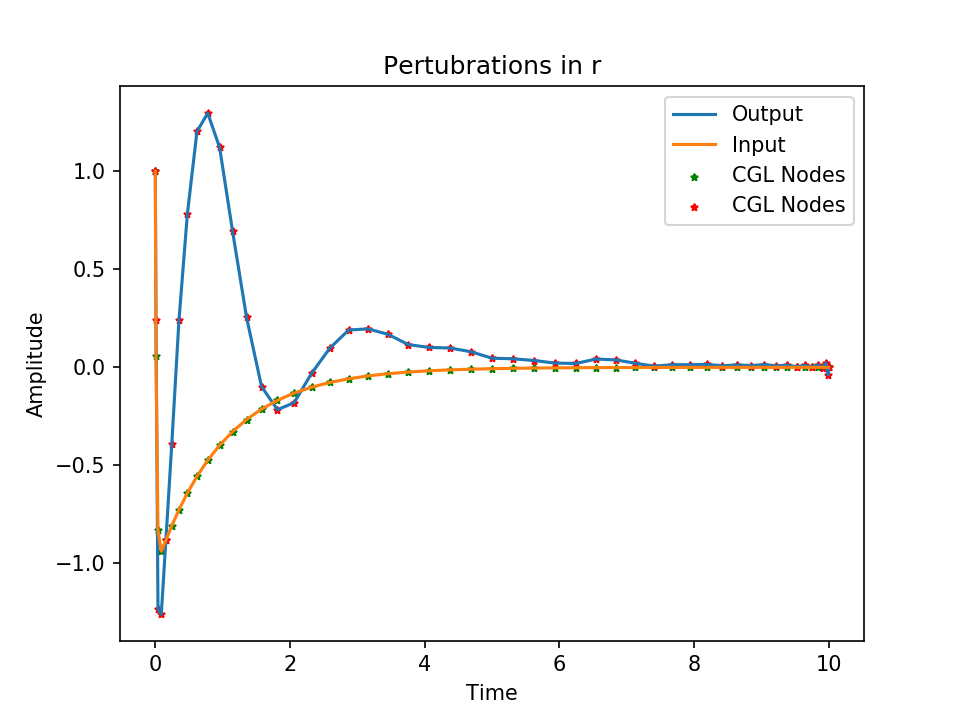 Pertubrations in r
Output
Input
CGL Nodes
CGL Nodes
1.0
0.5
0.0
−0.5
−1.0
Amplitude
0
2
4
6
8
10
Time